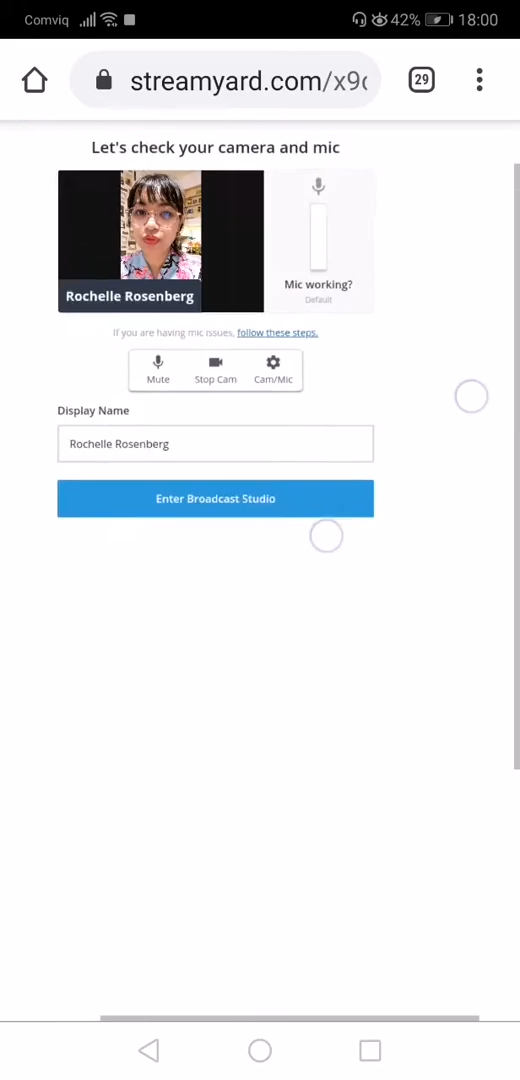 Comviq 42% 18:00
streamyard.com/x9 29
Let's check your camera and mic
Rochelle Rosenberg
Mic working?
Default
If you are having mic issues, follow these steps.
Mute Stop Cam Cam/Mic
Display Name
Rochelle Rosenberg
Enter Broadcast Studio